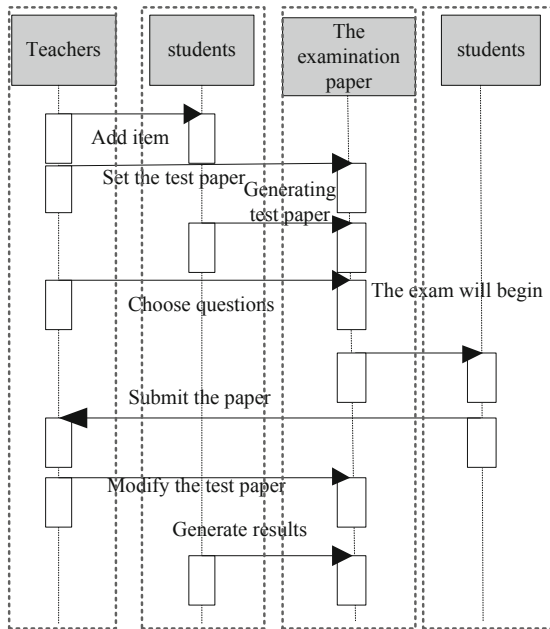 Teachers
students
The
examination
paper
students
Add item
Set the test paper
Generating
test paper
Choose questions
The exam will begin
Submit the paper
Modify the test paper
Generate results